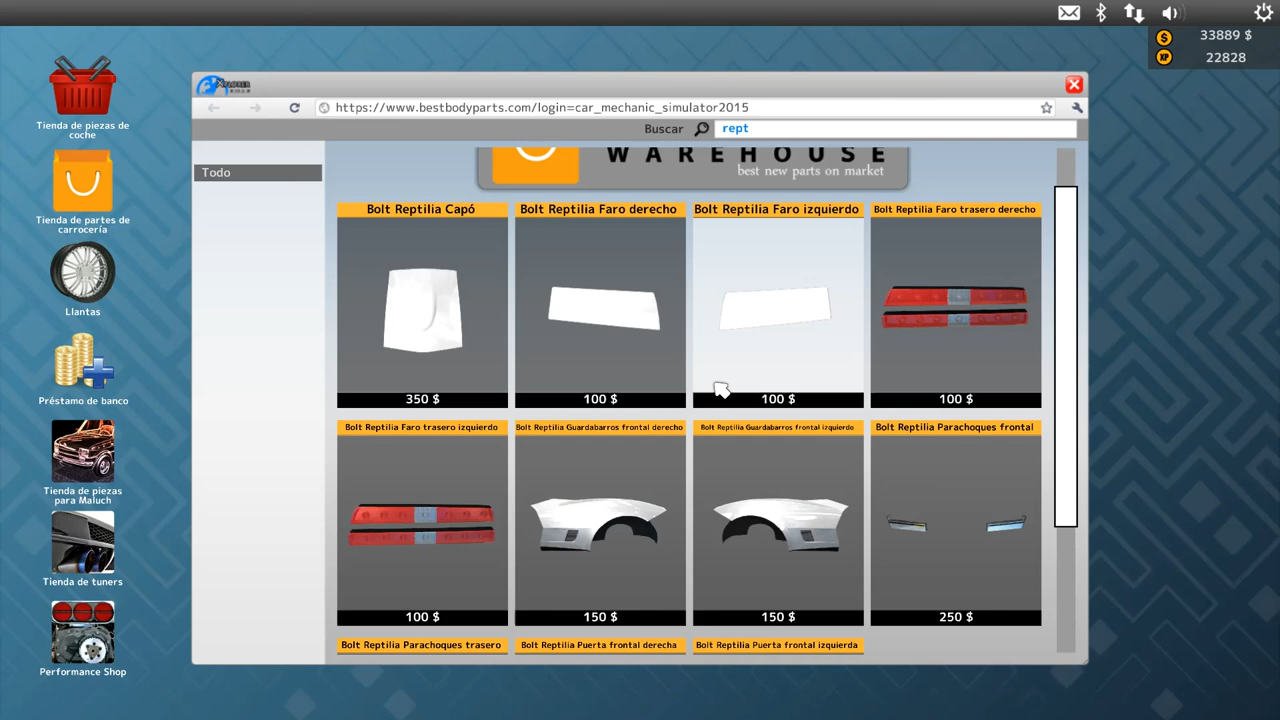 33889 $
22828
https://www.bestbodyparts.com/login=car_mechanic_simulator2015
Buscar
rept
Todo
WAREHOUSE
best new parts on market
Tienda de piezas de
coche
Tienda de partes de
carrocería
Llantas
Préstamo de banco
Tienda de piezas
para Maluch
Tienda de tuners
Performance Shop
Bolt Reptilia Capó
Bolt Reptilia Faro derecho
Bolt Reptilia Faro izquierdo
Bolt Reptilia Faro trasero derecho
350 $
100 $
100 $
100 $
Bolt Reptilia Faro trasero izquierdo
Bolt Reptilia Guardabarros frontal derecho
Bolt Reptilia Guardabarros frontal izquierdo
Bolt Reptilia Parachoques frontal
100 $
150 $
150 $
250 $
Bolt Reptilia Parachoques trasero
Bolt Reptilia Puerta frontal derecha
Bolt Reptilia Puerta frontal izquierda